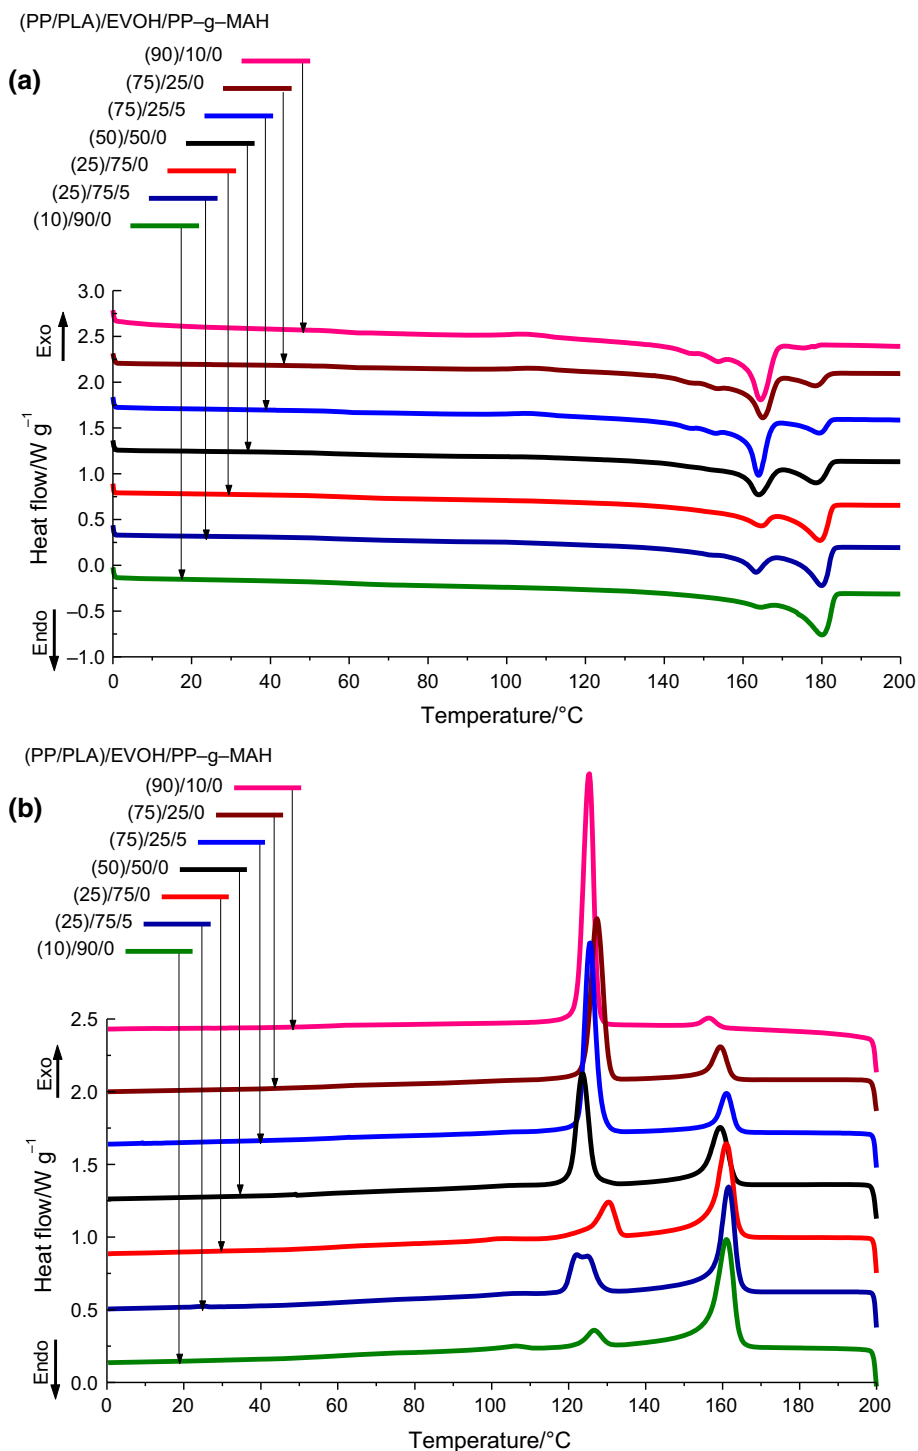 (PP/PLA)/EVOH/PP–g–MAH
(a)
(90)/10/0
(75)/25/0
(75)/25/5
(50)/50/0
(25)/75/0
(25)/75/5
(10)/90/0
Exo
Heat flow/W g–1
Endo
3.0
2.5
2.0
1.5
1.0
0.5
0.0
–0.5
–1.0
0 20 40 60 80 100 120 140 160 180 200
Temperature/°C
(PP/PLA)/EVOH/PP–g–MAH
(b)
(90)/10/0
(75)/25/0
(75)/25/5
(50)/50/0
(25)/75/0
(25)/75/5
(10)/90/0
Exo
Heat flow/W g–1
Endo
2.5
2.0
1.5
1.0
0.5
0.0
0 20 40 60 80 100 120 140 160 180 200
Temperature/°C